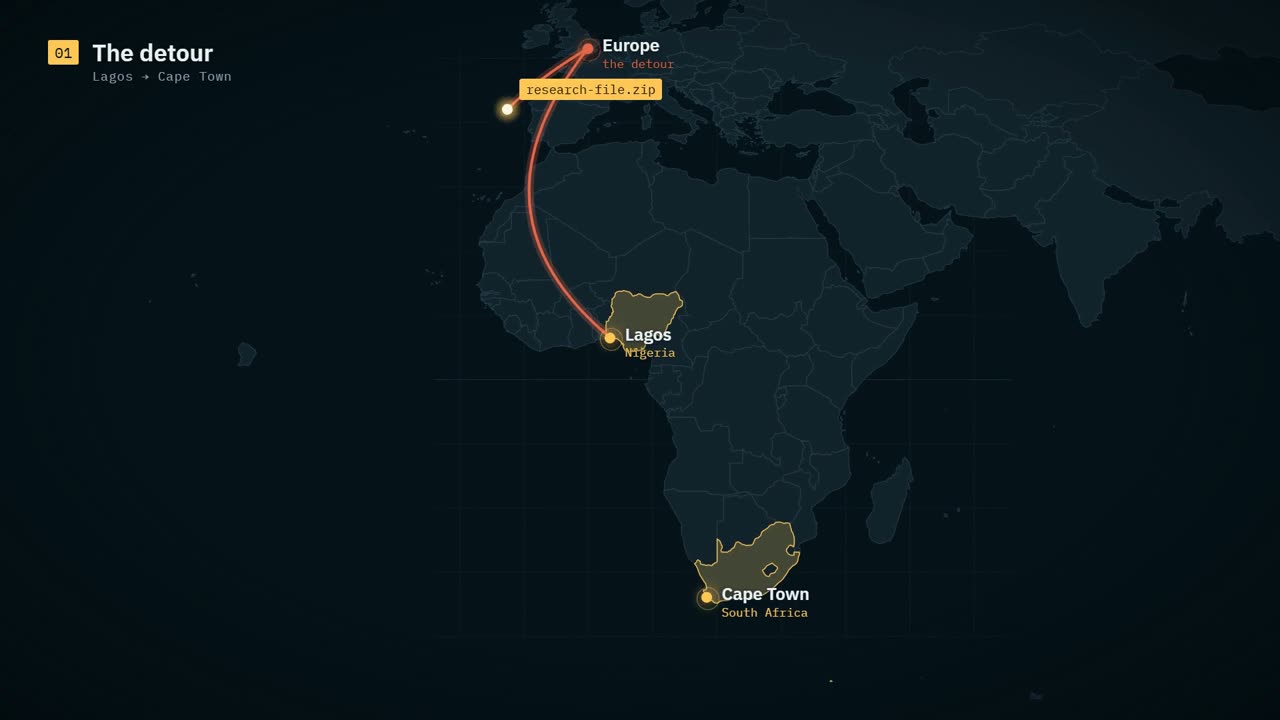 01
The detour
Lagos → Cape Town
Europe
the detour
research-file.zip
Lagos
Nigeria
Cape Town
South Africa